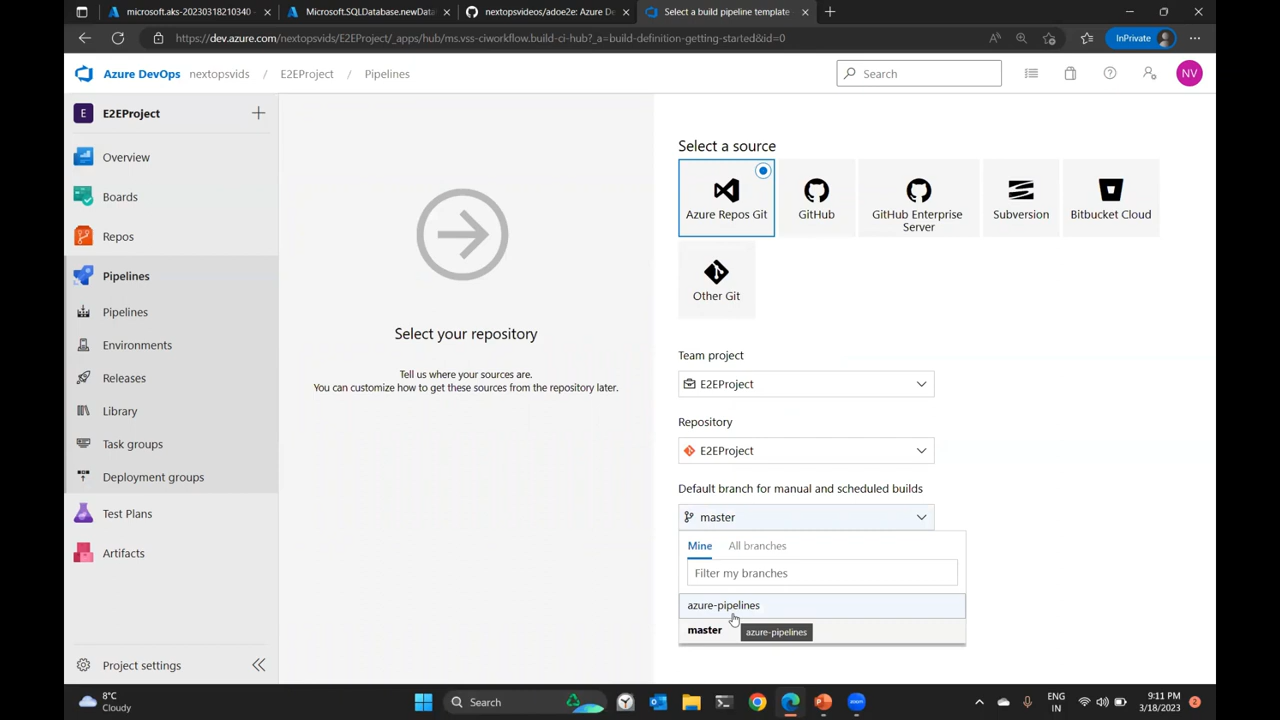 microsoft.aks-20230318210340 -
Microsoft.SQLDatabase.newData
nextopsvideos/adoe2e: Azure De
Select a build pipeline template
https://dev.azure.com/nextopsvids/E2EProject/_apps/hub/ms.vss-ciworkflow.build-ci-hub?_a=build-definition-getting-started&id=0
InPrivate
Azure DevOps
nextopsvids / E2EProject / Pipelines
Search
NV
E E2EProject
Overview
Boards
Repos
Pipelines
Pipelines
Environments
Releases
Library
Task groups
Deployment groups
Test Plans
Artifacts
Project settings
Select your repository
Tell us where your sources are.
You can customize how to get these sources from the repository later.
Select a source
Azure Repos Git
GitHub
GitHub Enterprise
Server
Subversion
Bitbucket Cloud
Other Git
Team project
E2EProject
Repository
E2EProject
Default branch for manual and scheduled builds
master
Mine All branches
Filter my branches
azure-pipelines
master
azure-pipelines
8°C
Cloudy
Search
zoom
ENG
IN
9:11 PM
3/18/2023
2